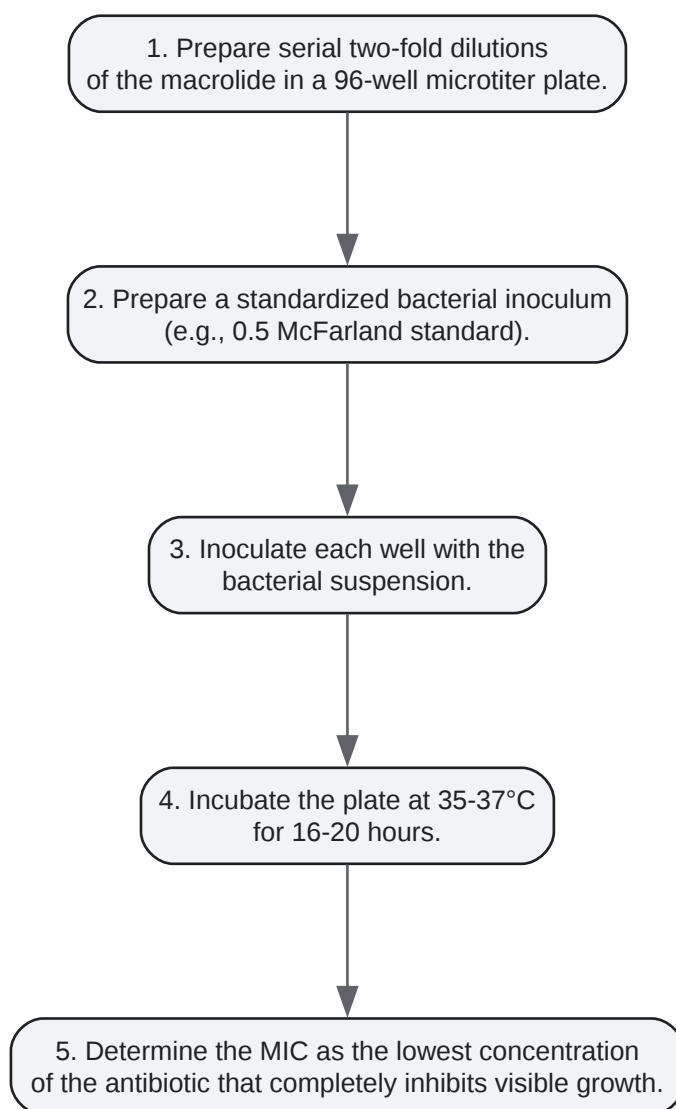 1. Prepare serial two-fold dilutions
of the macrolide in a 96-well microtiter plate.
2. Prepare a standardized bacterial inoculum
(e.g., 0.5 McFarland standard).
3. Inoculate each well with the
bacterial suspension.
4. Incubate the plate at 35-37°C
for 16-20 hours.
5. Determine the MIC as the lowest concentration
of the antibiotic that completely inhibits visible growth.